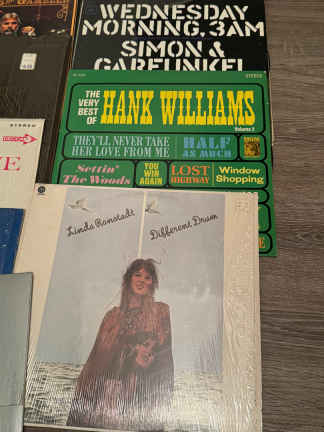 WEDNESDAY
MORNING, 3AM
SIMON &
GARFUNKEL
STEREO
THE
VERY
BEST
OF
HANK WILLIAMS
Volume 2
THEY'LL NEVER TAKE
HER LOVE FROM ME
HALF
AS MUCH
Settin'
The Woods
YOU
WIN
AGAIN
LOST
HIGHWAY
Window
Shopping
STEREO
Linda Ronstadt
Different Drum